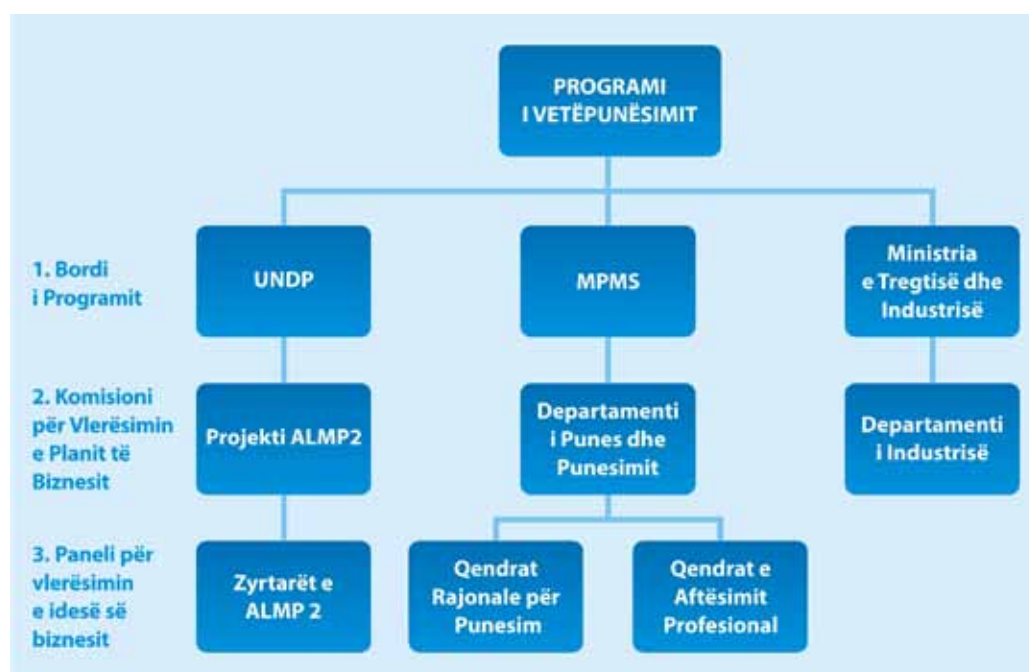 PROGRAMI
I VETËPUNËSIMIT
1. Bordi
i Programit
UNDP
MPMS
Ministria
e Tregtisë dhe
Industrisë
2. Komisioni
për Vlerësimin
e Planit të
Biznesit
Projekti ALMP2
Departamenti
i Punes dhe
Punesimit
Departamenti
i Industrisë
3. Paneli për
vlerësimin
e idesë së
biznesit
Zyrtarët e
ALMP 2
Qendrat
Rajonale për
Punesim
Qendrat e
Aftësimit
Profesional